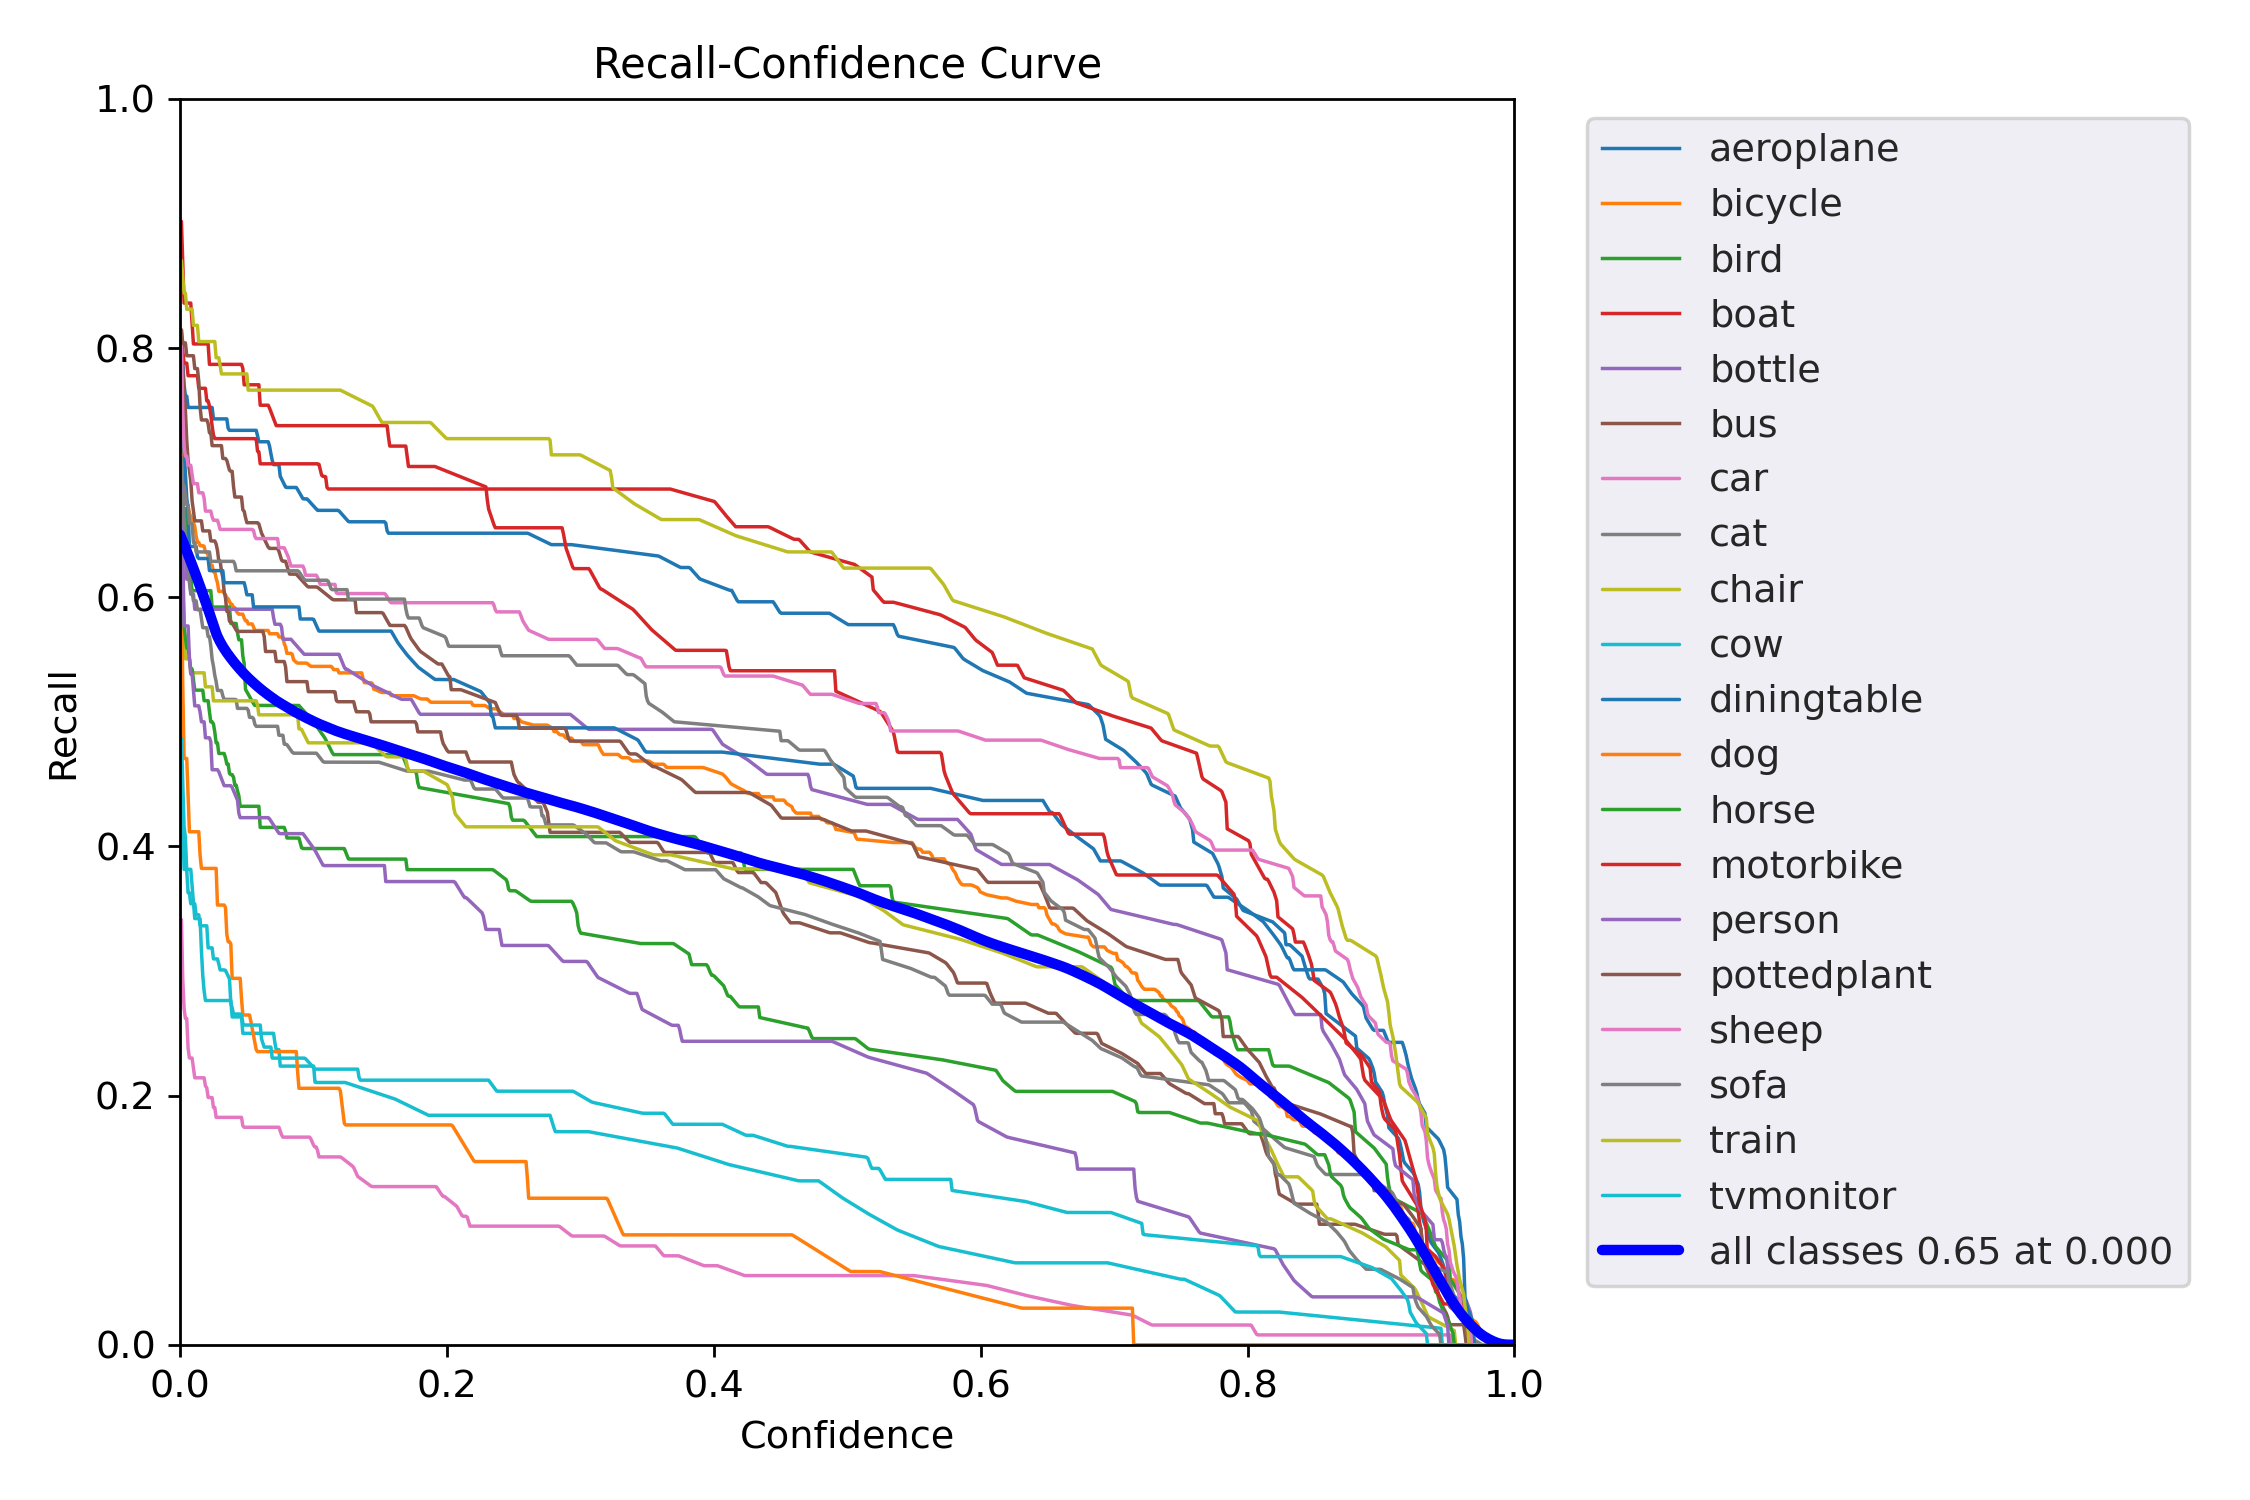 Recall-Confidence Curve
1.0
0.8
0.6
0.4
0.2
0.0
Recall
0.0 0.2 0.4 0.6 0.8 1.0
Confidence
aeroplane
bicycle
bird
boat
bottle
bus
car
cat
chair
cow
diningtable
dog
horse
motorbike
person
pottedplant
sheep
sofa
train
tvmonitor
all classes 0.65 at 0.000